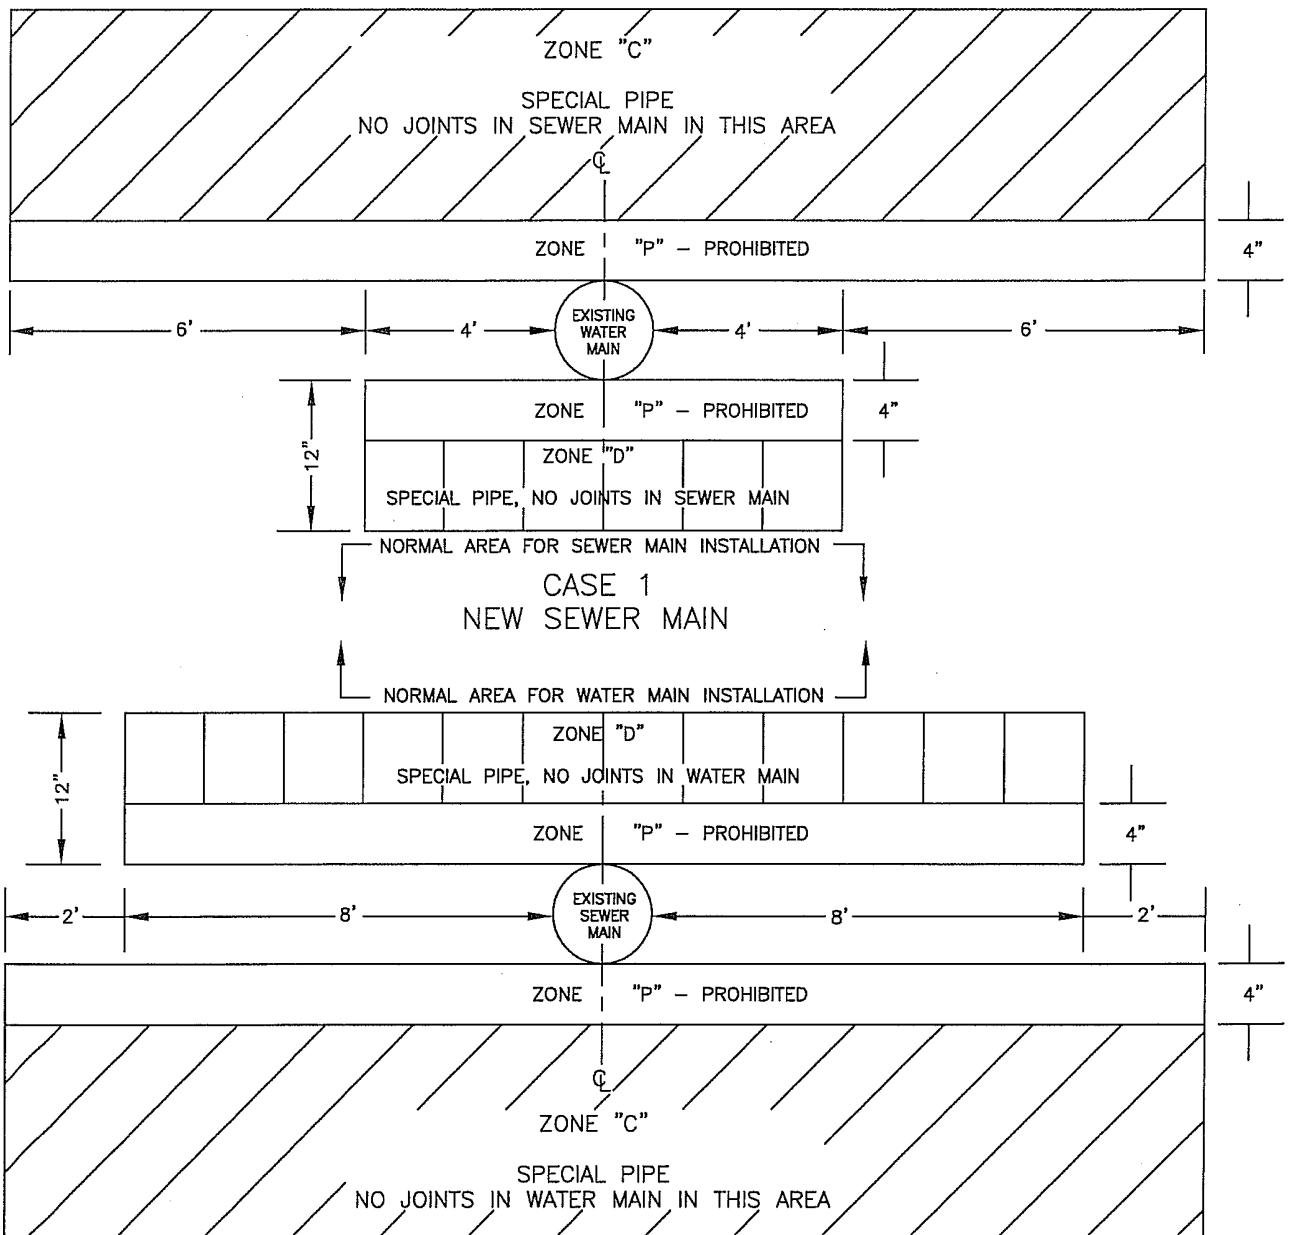 ZONE "C"
SPECIAL PIPE
NO JOINTS IN SEWER MAIN IN THIS AREA
℄
ZONE "P" – PROHIBITED
4"
6'
4'
EXISTING
WATER
MAIN
4'
6'
ZONE "P" – PROHIBITED
4"
12"
ZONE "D"
SPECIAL PIPE, NO JOINTS IN SEWER MAIN
NORMAL AREA FOR SEWER MAIN INSTALLATION
CASE 1
NEW SEWER MAIN
NORMAL AREA FOR WATER MAIN INSTALLATION
ZONE "D"
12"
SPECIAL PIPE, NO JOINTS IN WATER MAIN
ZONE "P" – PROHIBITED
4"
2'
8'
EXISTING
SEWER
MAIN
8'
2'
ZONE "P" – PROHIBITED
4"
℄
ZONE "C"
SPECIAL PIPE
NO JOINTS IN WATER MAIN IN THIS AREA